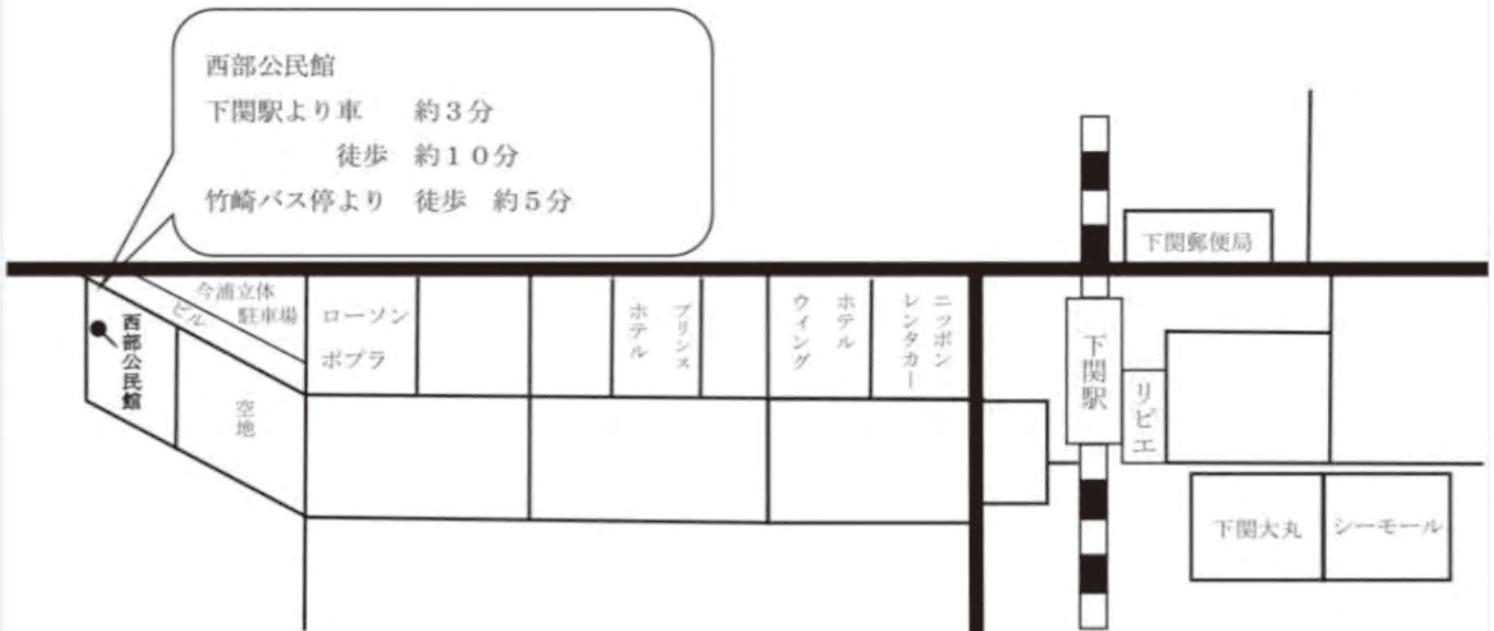 西部公民館
下関駅より車 約3分
徒歩 約10分
竹崎バス停より 徒歩 約5分
下関郵便局
今浦立体
駐車場
ビル
西部公民館
空地
ローソン
ポプラ
プリンス
ホテル
ホテル
ウィング
ニッポン
レンタカー
下関駅
リピエ
下関大丸
シーモール